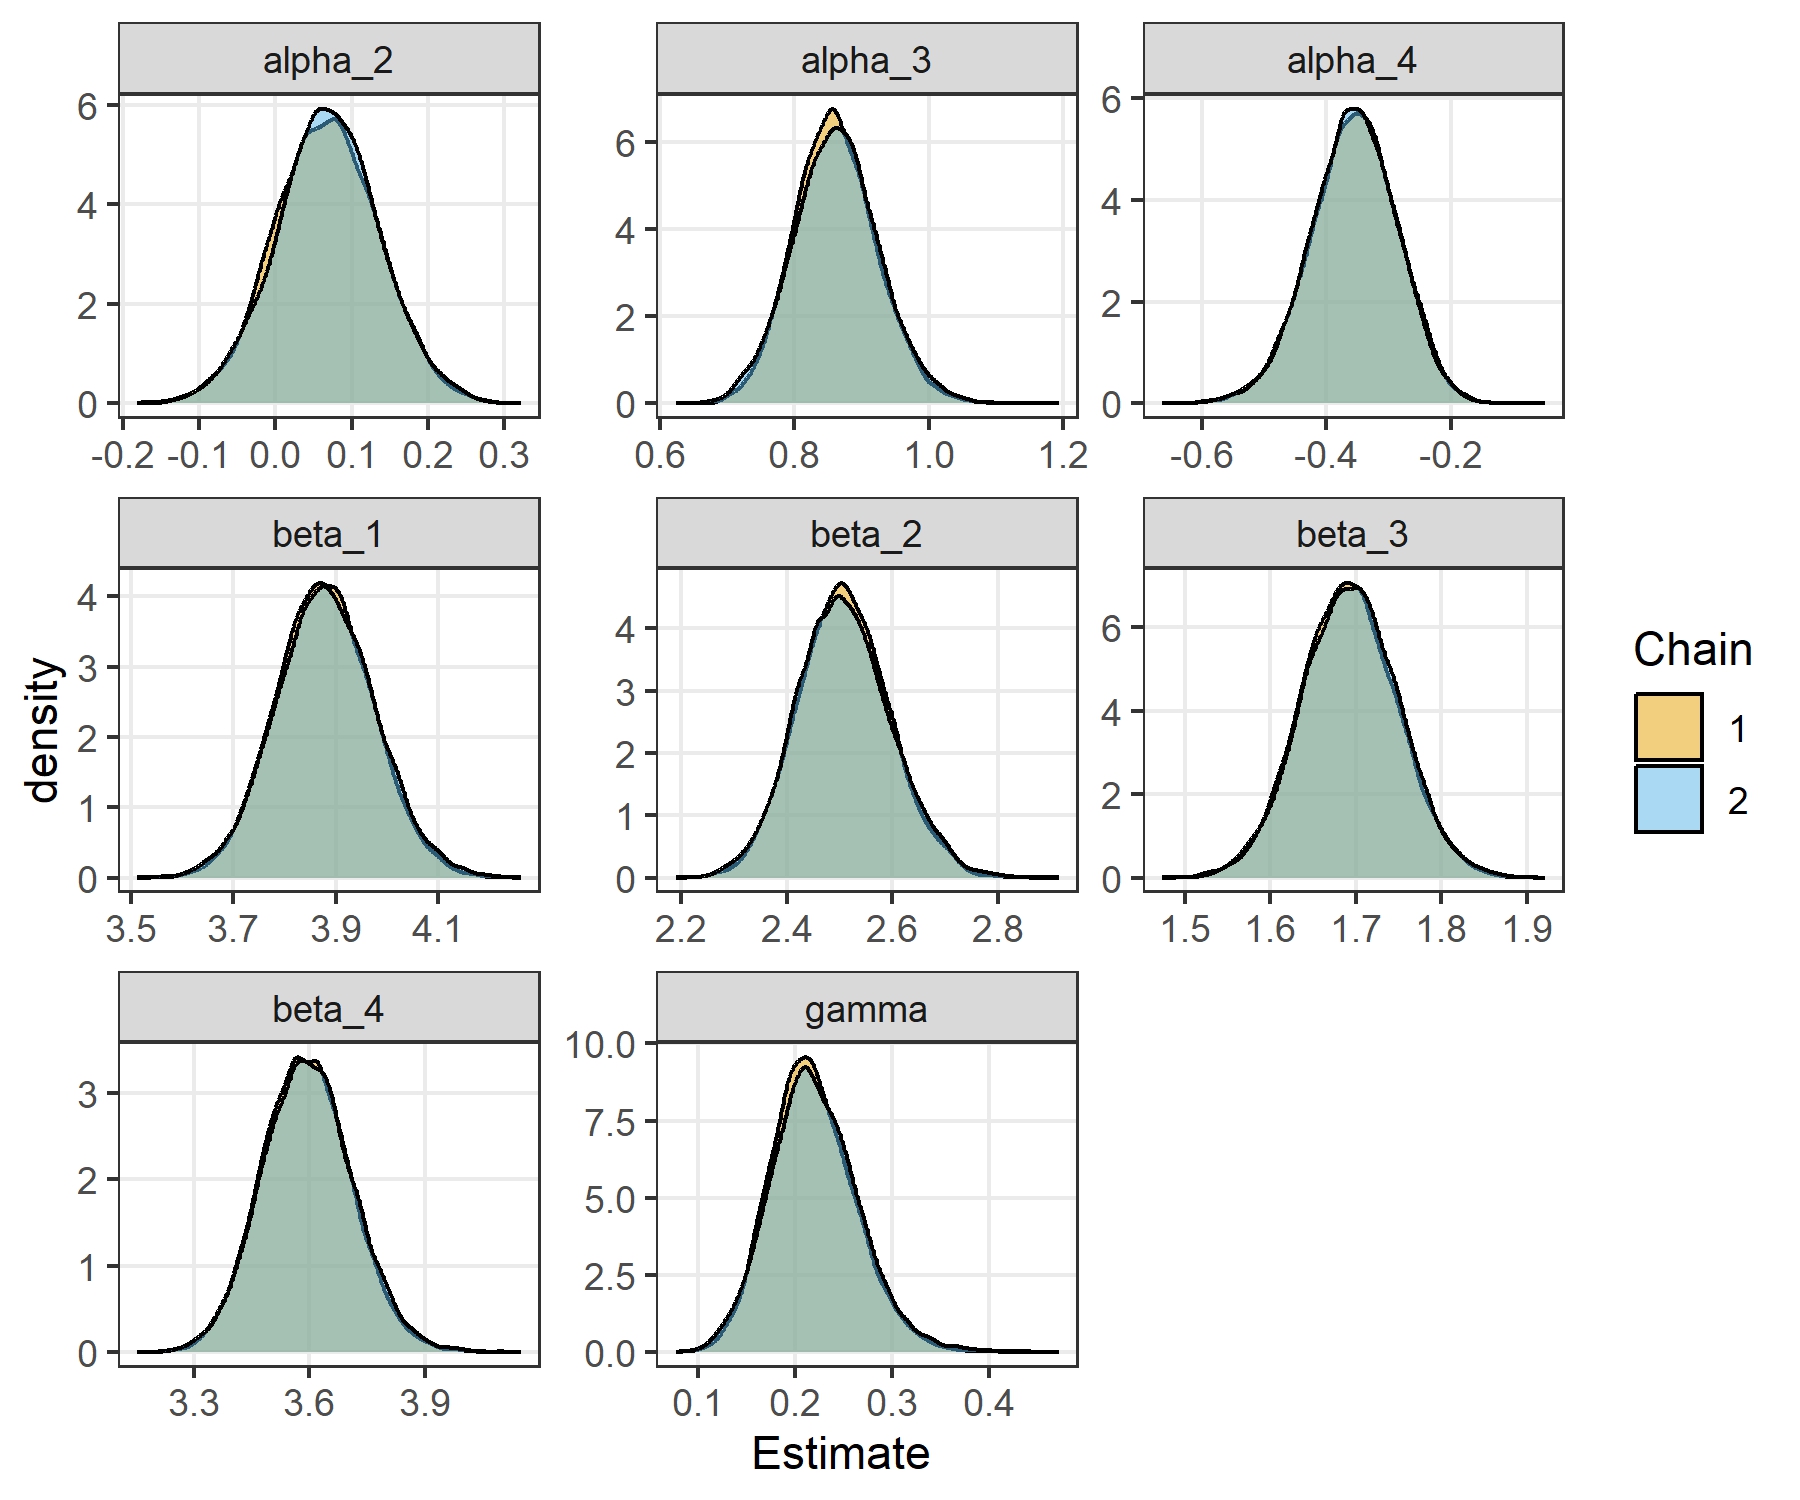 alpha_2 alpha_3 alpha_4
6
4
2
0
6
4
2
0
6
4
2
0
-0.2 -0.1 0.0 0.1 0.2 0.3
0.6 0.8 1.0 1.2
-0.6 -0.4 -0.2
beta_1 beta_2 beta_3
4
3
2
1
0
4
3
2
1
0
6
4
2
0
3.5 3.7 3.9 4.1
2.2 2.4 2.6 2.8
1.5 1.6 1.7 1.8 1.9
beta_4 gamma
3
2
1
0
10.0
7.5
5.0
2.5
0.0
3.3 3.6 3.9
0.1 0.2 0.3 0.4
density
Estimate
Chain
1
2